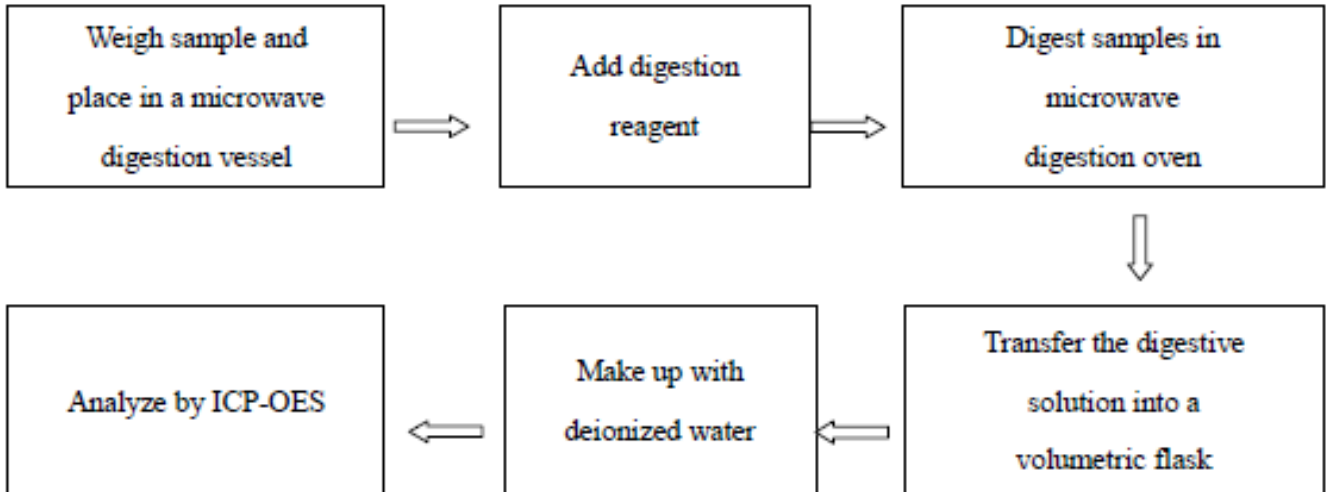 Weigh sample and
place in a microwave
digestion vessel
Add digestion
reagent
Digest samples in
microwave
digestion oven
Transfer the digestive
solution into a
volumetric flask
Make up with
deionized water
Analyze by ICP-OES